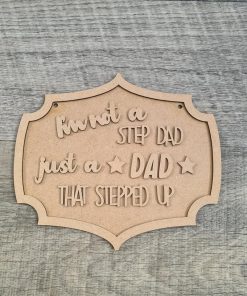 I'm not a
STEP DAD
just a ★ DAD ★
THAT STEPPED UP